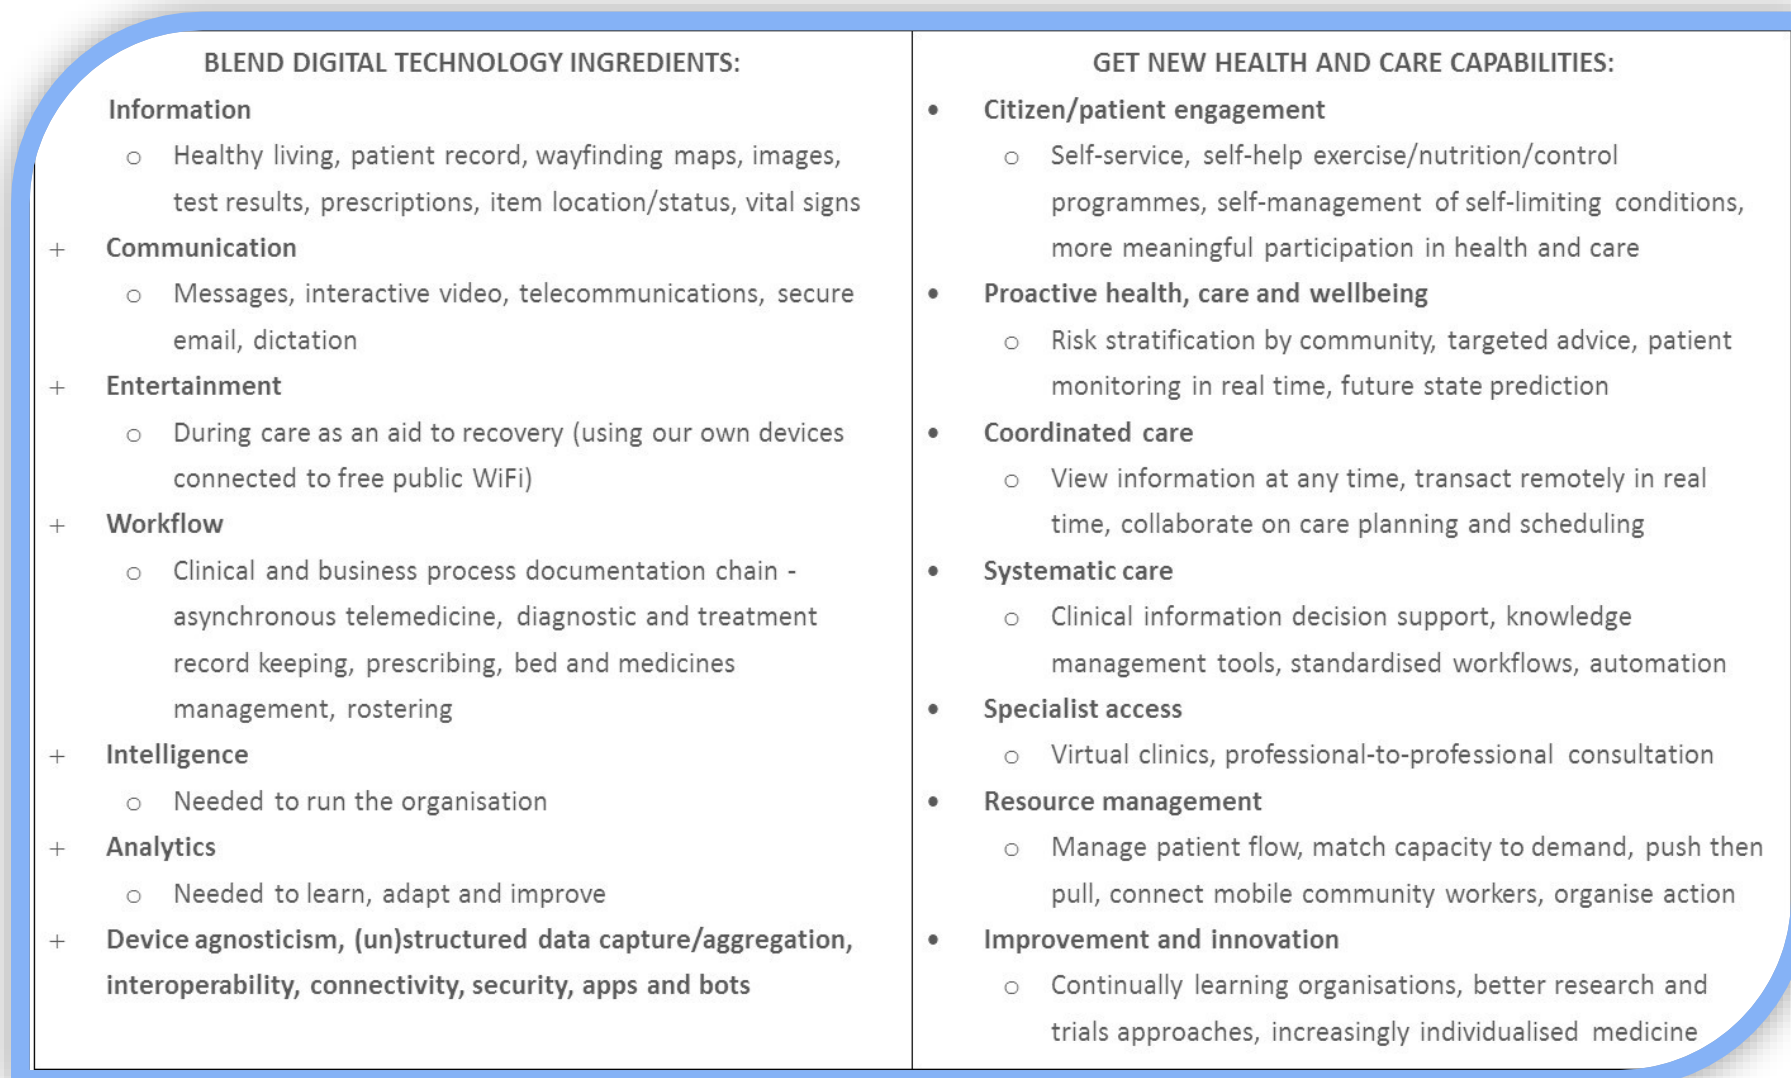 BLEND DIGITAL TECHNOLOGY INGREDIENTS:
Information
o Healthy living, patient record, wayfinding maps, images,
test results, prescriptions, item location/status, vital signs
+ Communication
o Messages, interactive video, telecommunications, secure
email, dictation
+ Entertainment
o During care as an aid to recovery (using our own devices
connected to free public WiFi)
+ Workflow
o Clinical and business process documentation chain -
asynchronous telemedicine, diagnostic and treatment
record keeping, prescribing, bed and medicines
management, rostering
+ Intelligence
o Needed to run the organisation
+ Analytics
o Needed to learn, adapt and improve
+ Device agnosticism, (un)structured data capture/aggregation,
interoperability, connectivity, security, apps and bots
GET NEW HEALTH AND CARE CAPABILITIES:
• Citizen/patient engagement
o Self-service, self-help exercise/nutrition/control
programmes, self-management of self-limiting conditions,
more meaningful participation in health and care
• Proactive health, care and wellbeing
o Risk stratification by community, targeted advice, patient
monitoring in real time, future state prediction
• Coordinated care
o View information at any time, transact remotely in real
time, collaborate on care planning and scheduling
• Systematic care
o Clinical information decision support, knowledge
management tools, standardised workflows, automation
• Specialist access
o Virtual clinics, professional-to-professional consultation
• Resource management
o Manage patient flow, match capacity to demand, push then
pull, connect mobile community workers, organise action
• Improvement and innovation
o Continually learning organisations, better research and
trials approaches, increasingly individualised medicine